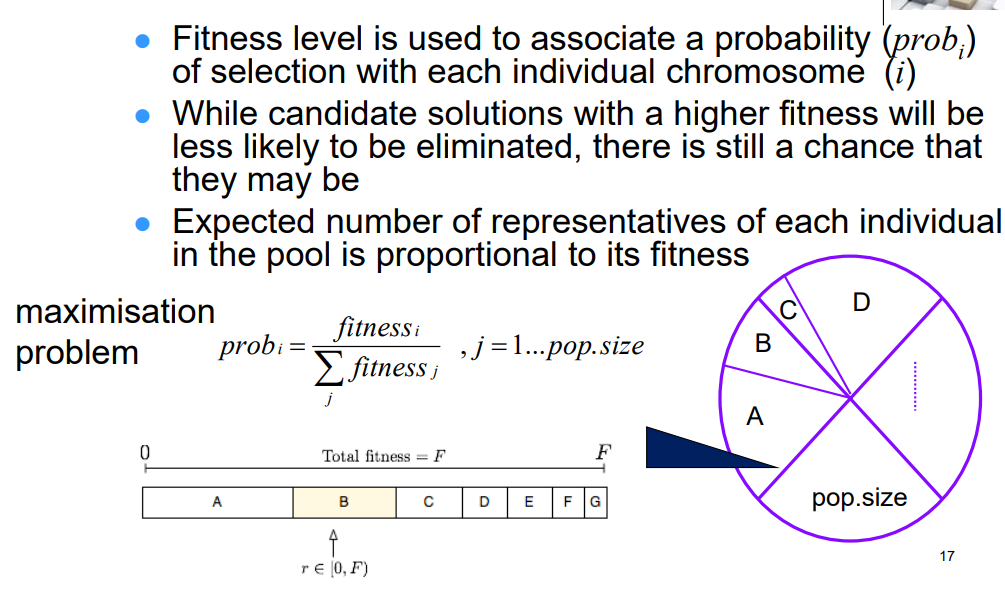 Fitness level is used to associate a probability (prob_i)
of selection with each individual chromosome (i)
While candidate solutions with a higher fitness will be
less likely to be eliminated, there is still a chance that
they may be
Expected number of representatives of each individual
in the pool is proportional to its fitness
maximisation
problem
prob_i = fitness_i / ∑_j fitness_j , j = 1...pop.size
C D
B
A
pop.size
0 Total fitness = F F
A B C D E F G
r ∈ [0, F)
17